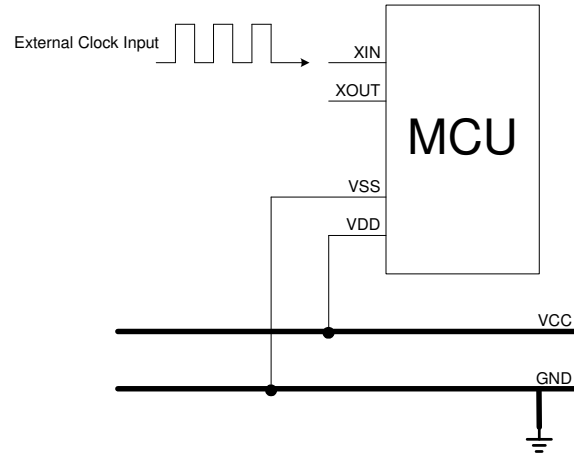 External Clock Input
XIN
XOUT
MCU
VSS
VDD
VCC
GND